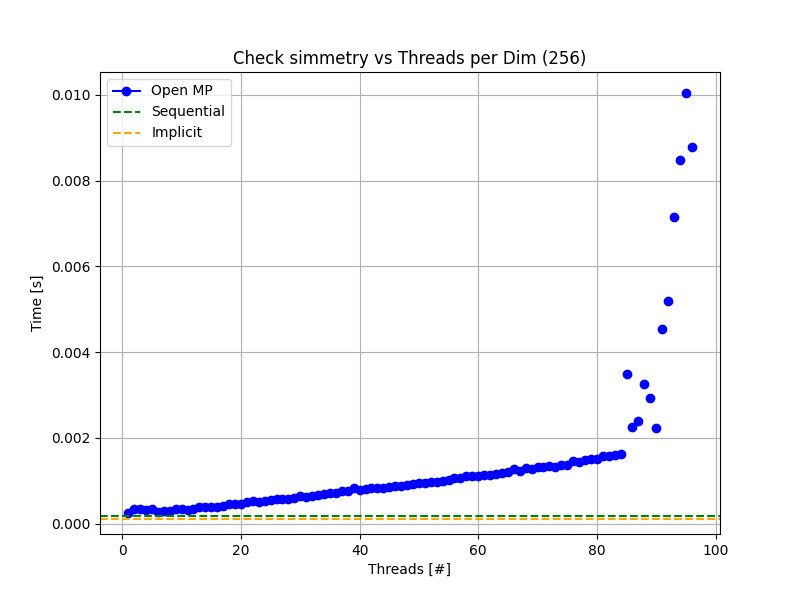 Check simmetry vs Threads per Dim (256)
Open MP
Sequential
Implicit
0.010
0.008
0.006
0.004
0.002
0.000
Time [s]
0 20 40 60 80 100
Threads [#]